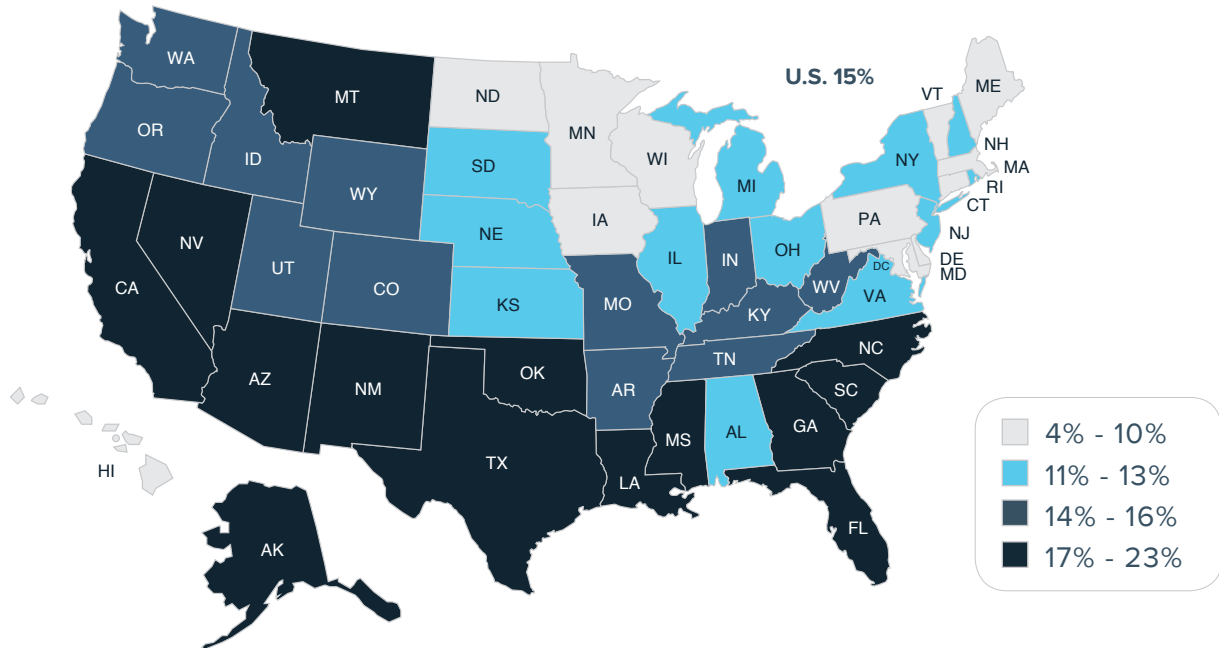 WA
MT
ND
MN
U.S. 15%
VT
ME
OR
ID
SD
WI
NY
NH
MA
WY
MI
RI
CT
NV
NE
IA
PA
NJ
UT
CO
IL
IN
OH
DE
MD
DC
CA
KS
MO
WV
VA
KY
AZ
NM
OK
AR
TN
NC
SC
MS
AL
GA
HI
TX
LA
FL
AK
4% - 10%
11% - 13%
14% - 16%
17% - 23%